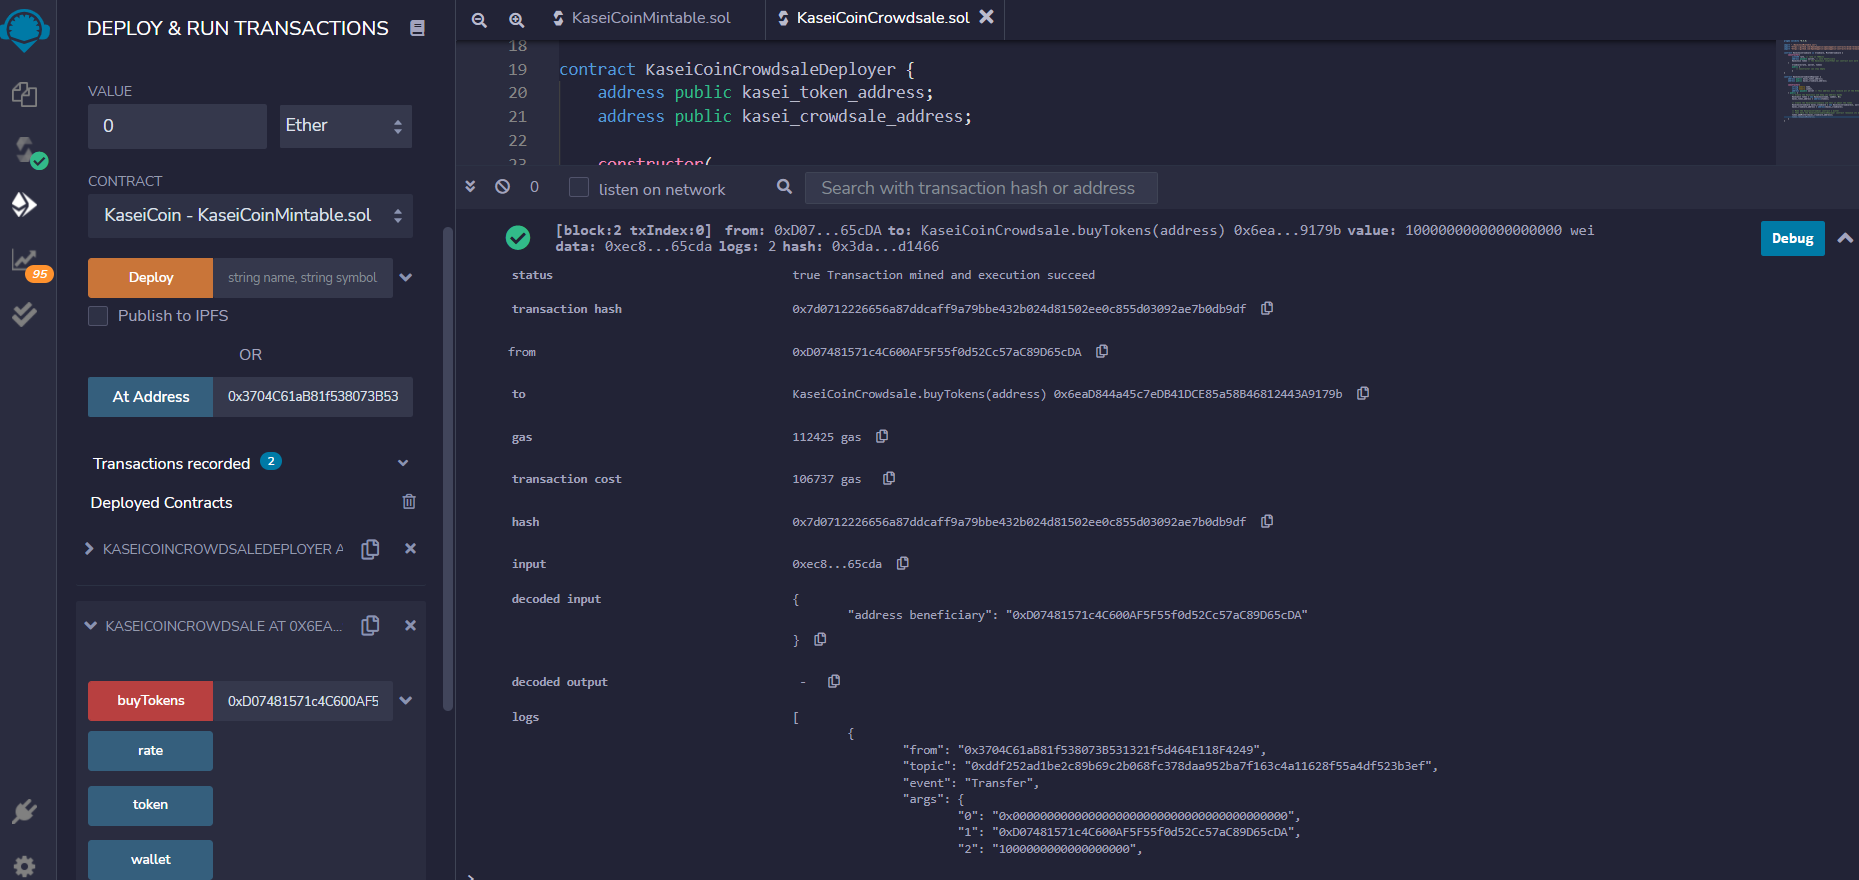 DEPLOY & RUN TRANSACTIONS
VALUE
0
Ether
CONTRACT
KaseiCoin - KaseiCoinMintable.sol
Deploy
string name, string symbol
Publish to IPFS
OR
At Address
0x3704C61aB81f538073B53
Transactions recorded 2
Deployed Contracts
KASEICOINCROWDSALEDEPLOYER A
KASEICOINCROWDSALE AT 0X6EA...
buyTokens
0xD07481571c4C600AF5
rate
token
wallet
95
KaseiCoinMintable.sol
KaseiCoinCrowdsale.sol
18
19 contract KaseiCoinCrowdsaleDeployer {
20 address public kasei_token_address;
21 address public kasei_crowdsale_address;
22
23 constructor(
0
listen on network
Search with transaction hash or address
[block:2 txIndex:0] from: 0xD07...65cDA to: KaseiCoinCrowdsale.buyTokens(address) 0x6ea...9179b value: 1000000000000000000 wei
data: 0xec8...65cda logs: 2 hash: 0x3da...d1466
Debug
status true Transaction mined and execution succeed
transaction hash 0x7d0712226656a87ddcaff9a79bbe432b024d81502ee0c855d03092ae7b0db9df
from 0xD07481571c4C600AF5F55f0d52Cc57aC89D65cDA
to KaseiCoinCrowdsale.buyTokens(address) 0x6eaD844a45c7eDB41DCE85a58B46812443A9179b
gas 112425 gas
transaction cost 106737 gas
hash 0x7d0712226656a87ddcaff9a79bbe432b024d81502ee0c855d03092ae7b0db9df
input 0xec8...65cda
decoded input {
"address beneficiary": "0xD07481571c4C600AF5F55f0d52Cc57aC89D65cDA"
}
decoded output -
logs [
{
"from": "0x3704C61aB81f538073B531321f5d464E118F4249",
"topic": "0xddf252ad1be2c89b69c2b068fc378daa952ba7f163c4a11628f55a4df523b3ef",
"event": "Transfer",
"args": {
"0": "0x0000000000000000000000000000000000000000",
"1": "0xD07481571c4C600AF5F55f0d52Cc57aC89D65cDA",
"2": "1000000000000000000",